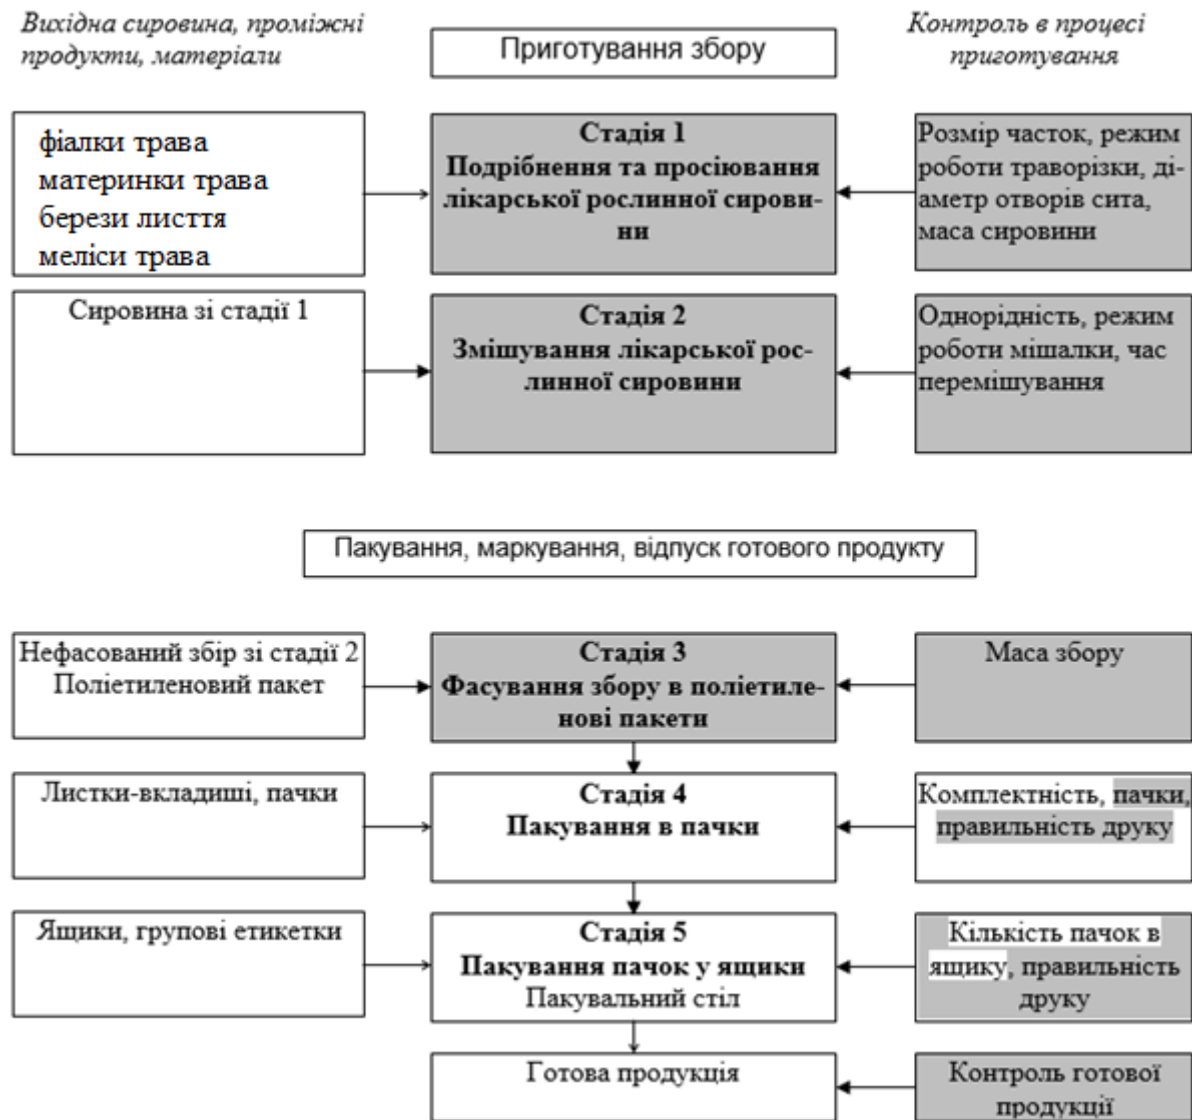 Вихідна сировина, проміжні
продукти, матеріали
Приготування збору
Контроль в процесі
приготування
фіалки трава
материнки трава
берези листя
меліси трава
Стадія 1
Подрібнення та просіювання
лікарської рослинної сирови-
ни
Розмір часток, режим
роботи траворізки, ді-
аметр отворів сита,
маса сировини
Сировина зі стадії 1
Стадія 2
Змішування лікарської рос-
линної сировини
Однорідність, режим
роботи мішалки, час
перемішування
Пакування, маркування, відпуск готового продукту
Нефасований збір зі стадії 2
Поліетиленовий пакет
Стадія 3
Фасування збору в поліетиле-
нові пакети
Маса збору
Листки-вкладиші, пачки
Стадія 4
Пакування в пачки
Комплектність, пачки,
правильність друку
Ящики, групові етикетки
Стадія 5
Пакування пачок у ящики
Пакувальний стіл
Кількість пачок в
ящику, правильність
друку
Готова продукція
Контроль готової
продукції